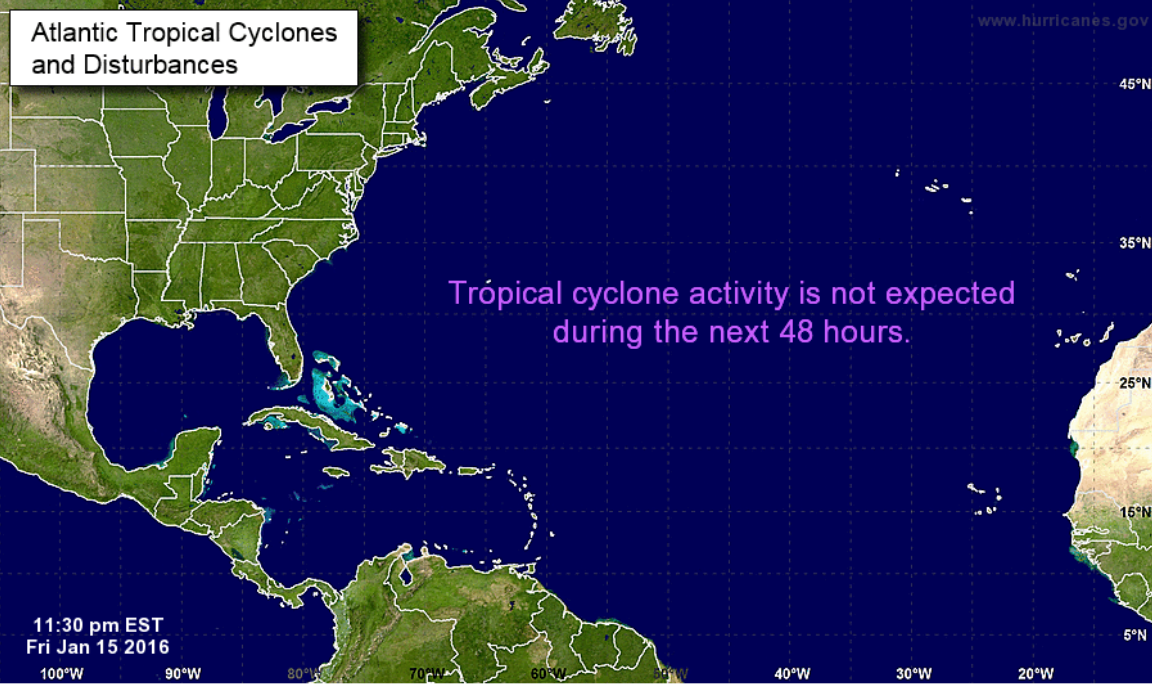 www.hurricanes.gov
Atlantic Tropical Cyclones
and Disturbances
45°N
35°N
Tropical cyclone activity is not expected
during the next 48 hours.
25°N
15°N
11:30 pm EST
Fri Jan 15 2016
5°N
100°W 90°W 80°W 70°W 60°W 50°W 40°W 30°W 20°W